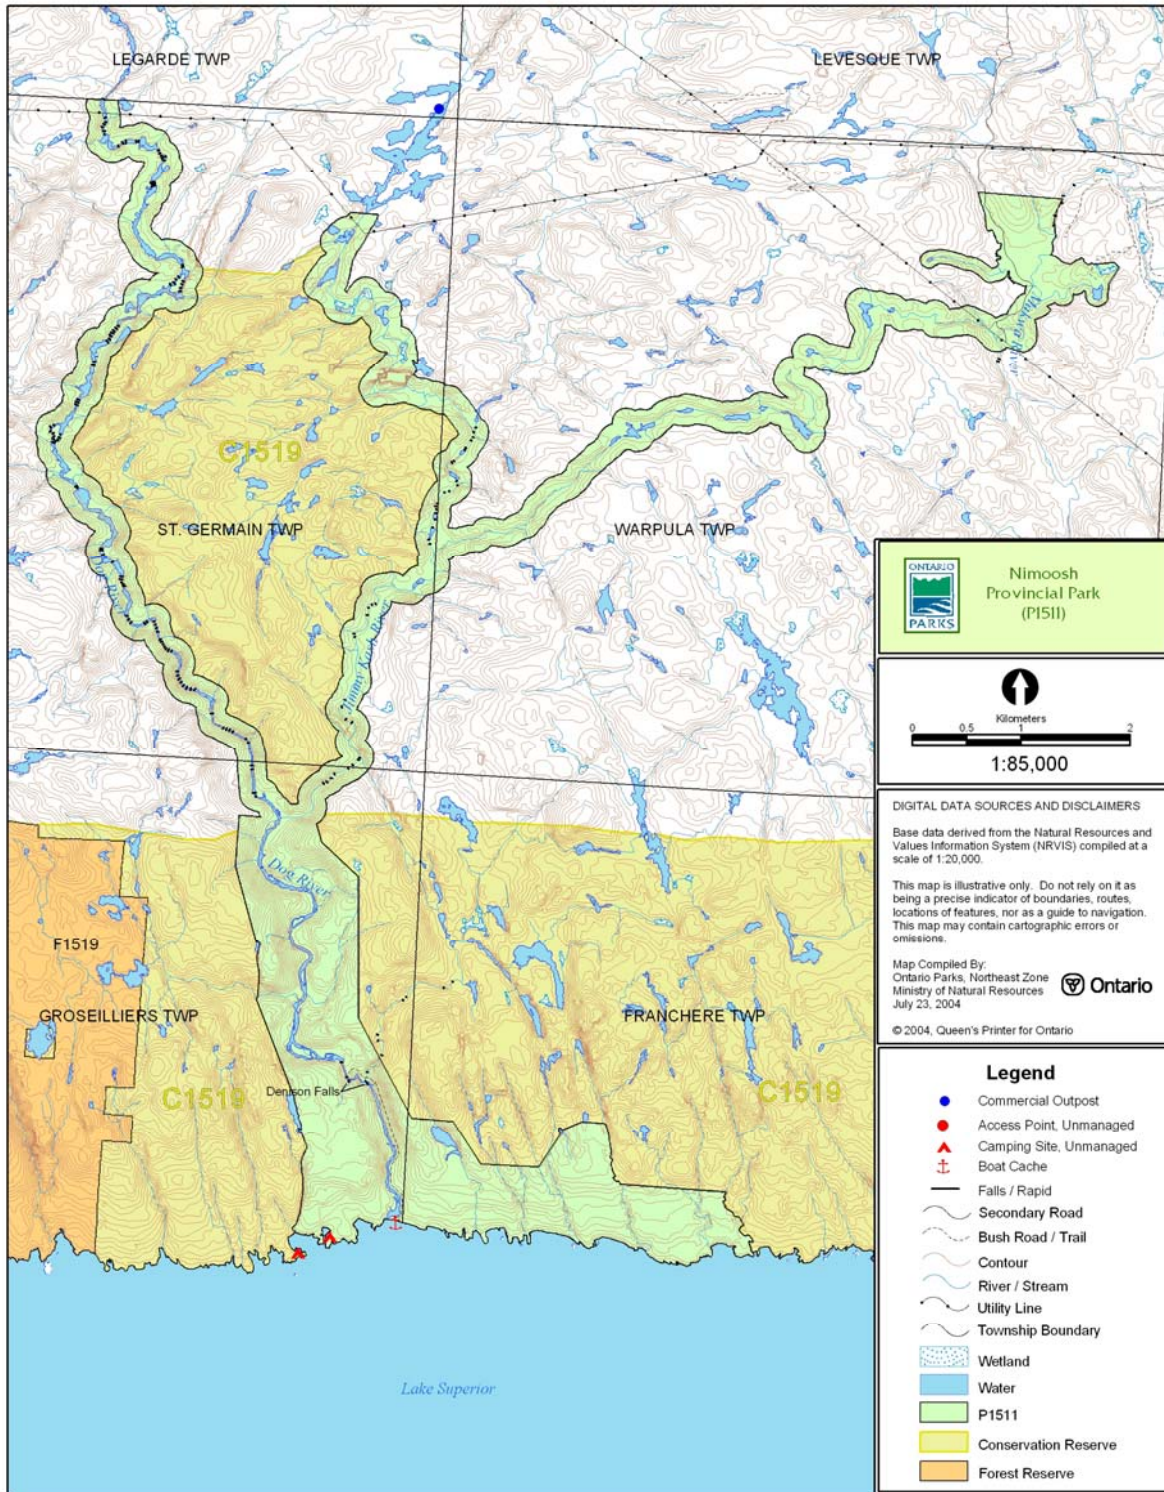 LEGARDE TWP
LEVESQUE TWP
Makwa River
C1519
ST. GERMAIN TWP
WARPULA TWP
Dog River
Jimmy Kash River
Dog River
F1519
GROSEILLIERS TWP
FRANCHERE TWP
C1519
C1519
Denison Falls
Lake Superior
ONTARIO
PARKS
Nimoosh
Provincial Park
(P1511)
Kilometers
0 0.5 1 2
1:85,000
DIGITAL DATA SOURCES AND DISCLAIMERS
Base data derived from the Natural Resources and
Values Information System (NRVIS) compiled at a
scale of 1:20,000.
This map is illustrative only. Do not rely on it as
being a precise indicator of boundaries, routes,
locations of features, nor as a guide to navigation.
This map may contain cartographic errors or
omissions.
Map Compiled By:
Ontario Parks, Northeast Zone
Ministry of Natural Resources
July 23, 2004
Ontario
© 2004, Queen's Printer for Ontario
Legend
Commercial Outpost
Access Point, Unmanaged
Camping Site, Unmanaged
Boat Cache
Falls / Rapid
Secondary Road
Bush Road / Trail
Contour
River / Stream
Utility Line
Township Boundary
Wetland
Water
P1511
Conservation Reserve
Forest Reserve